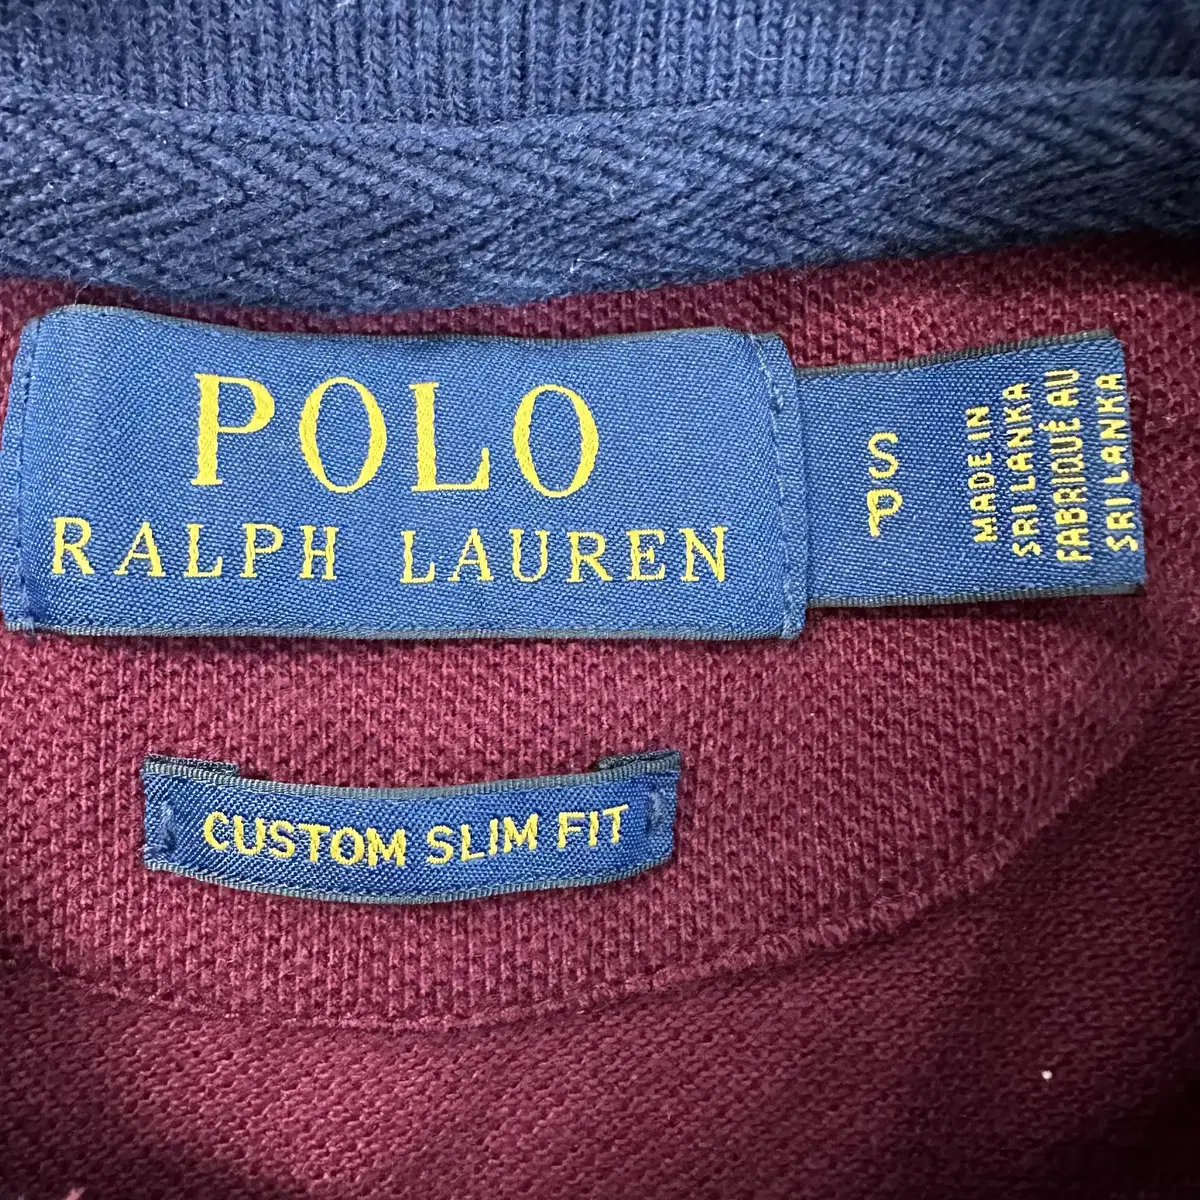 POLO
RALPH LAUREN
S
P
MADE IN
SRI LANKA
FABRIQUÉ AU
SRI LANKA
CUSTOM SLIM FIT